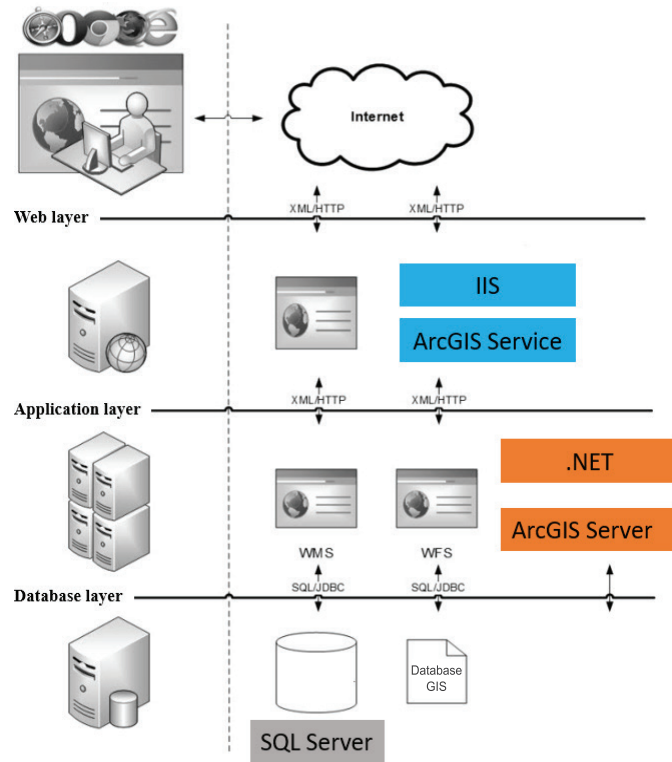 Internet
XML/HTTP XML/HTTP
Web layer
IIS
ArcGIS Service
XML/HTTP XML/HTTP
Application layer
.NET
ArcGIS Server
WMS WFS
SQL/JDBC SQL/JDBC
Database layer
Database
GIS
SQL Server